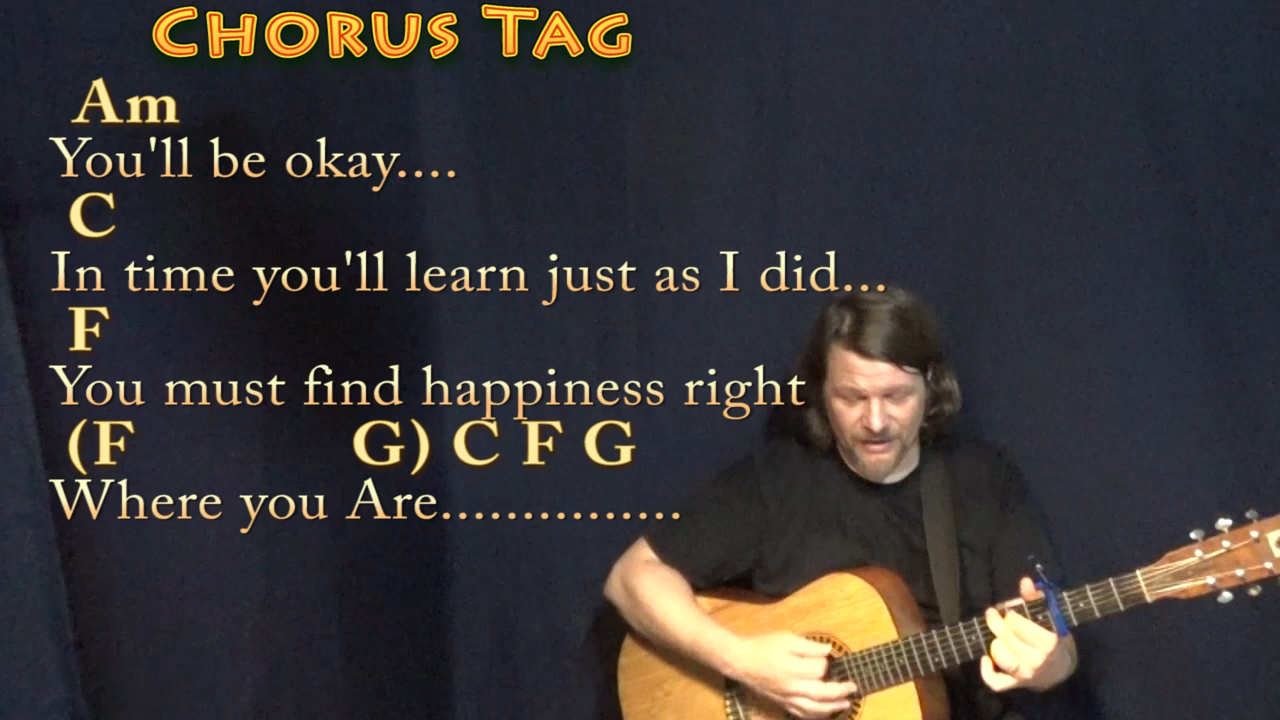 CHORUS TAG
Am
You'll be okay....
C
In time you'll learn just as I did...
F
You must find happiness right
(F G) C F G
Where you Are...............